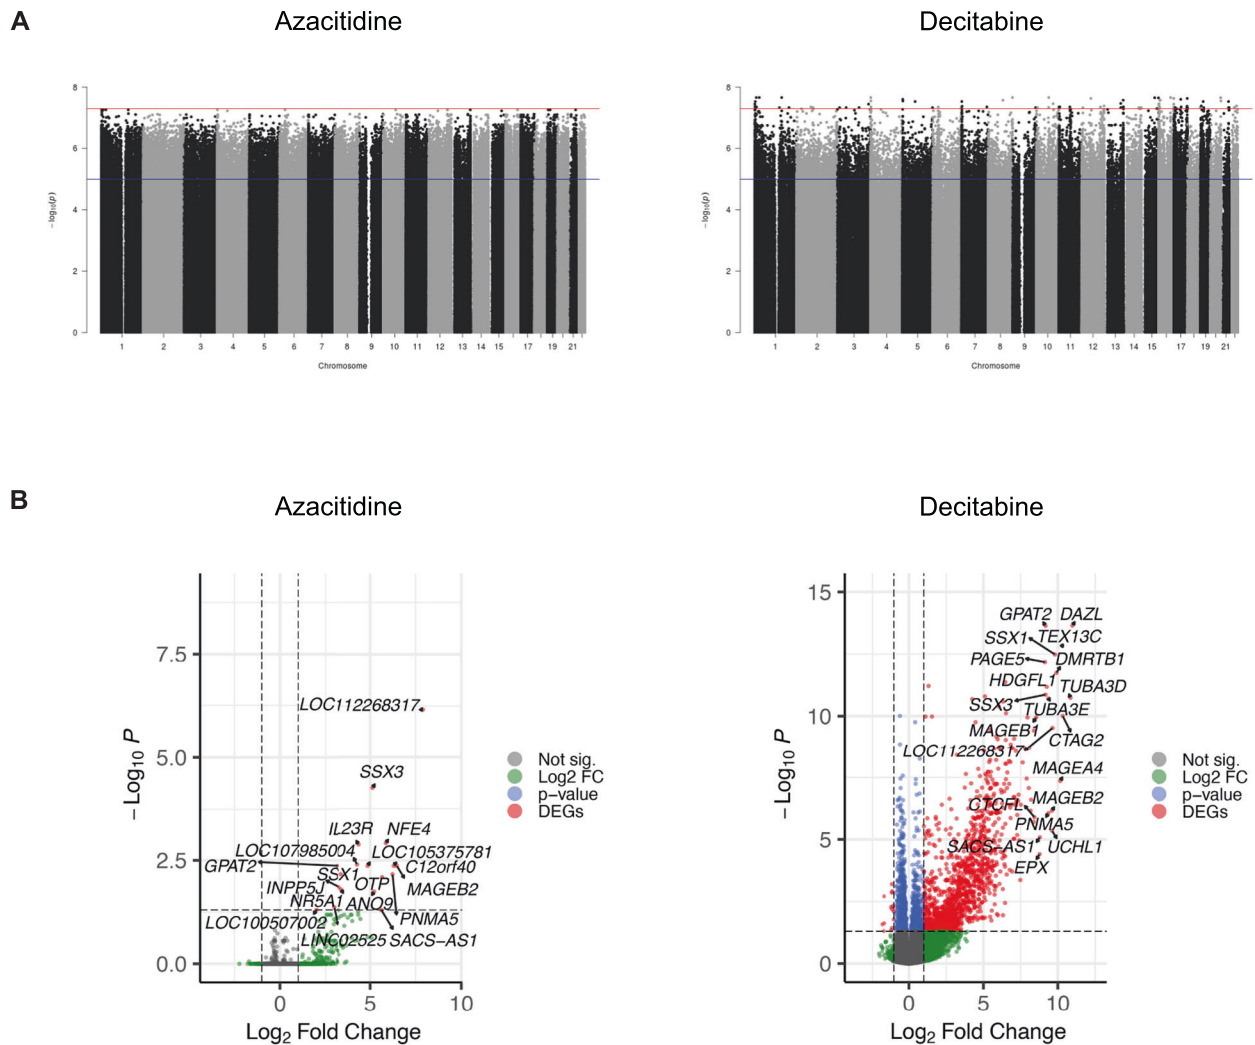 A
Azacitidine
Decitabine
8
6
4
2
0
−log10(p)
1 2 3 4 5 6 7 8 9 10 11 12 13 14 15 17 19 21
Chromosome
8
6
4
2
0
−log10(p)
1 2 3 4 5 6 7 8 9 10 11 12 13 14 15 17 19 21
Chromosome
B
Azacitidine
Decitabine
7.5
5.0
2.5
0.0
− Log10 P
LOC112268317
SSX3
IL23R NFE4
LOC107985004 LOC105375781
GPAT2 SSX1 C12orf40
INPP5J OTP MAGEB2
NR5A1 ANO9
LOC100507002 PNMA5
LINC02525 SACS−AS1
0 5 10
Log2 Fold Change
Not sig.
Log2 FC
p−value
DEGs
15
10
5
0
− Log10 P
GPAT2 DAZL
SSX1 TEX13C
PAGE5 DMRTB1
HDGFL1 TUBA3D
SSX3 TUBA3E
MAGEB1 CTAG2
LOC112268317
MAGEA4
CTCFL MAGEB2
PNMA5
SACS−AS1 UCHL1
EPX
0 5 10
Log2 Fold Change
Not sig.
Log2 FC
p−value
DEGs